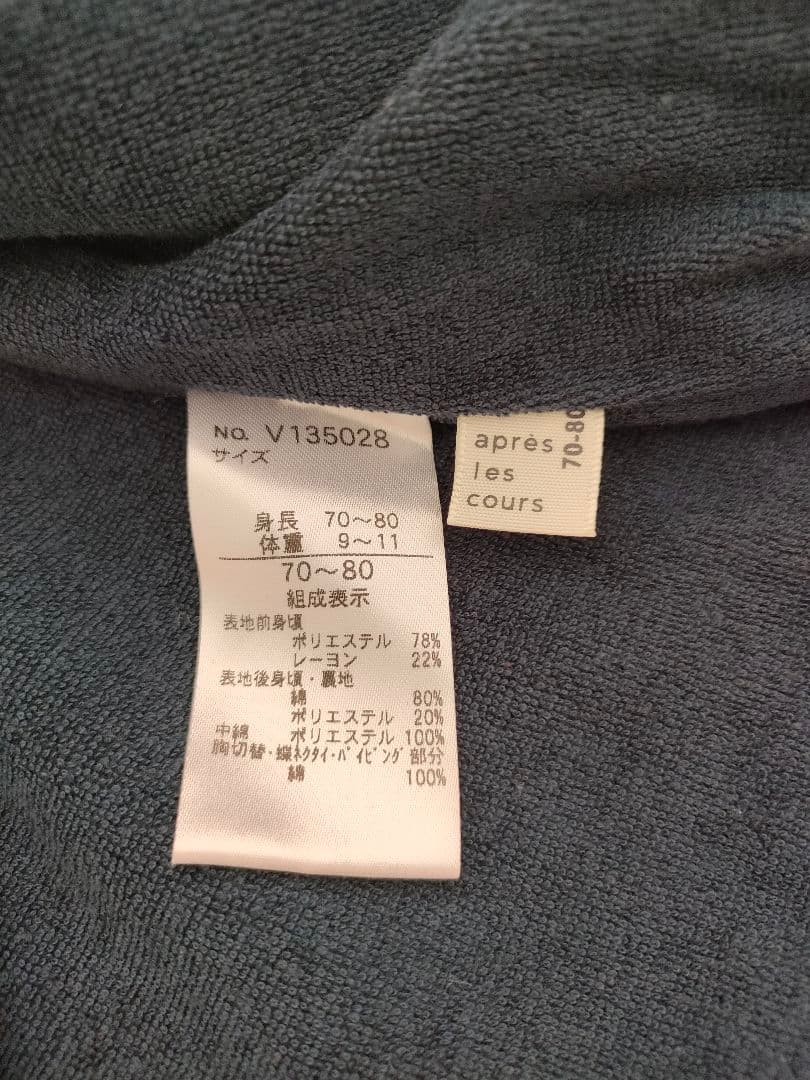 No. V135028
サイズ
身長 70～80
体重 9～11
70～80
組成表示
表地前身頃
ポリエステル 78%
レーヨン 22%
表地後身頃・裏地
綿 80%
ポリエステル 20%
中綿 ポリエステル 100%
胸切替・蝶ネクタイ・パイピング部分
綿 100%
après
les
cours
70-80